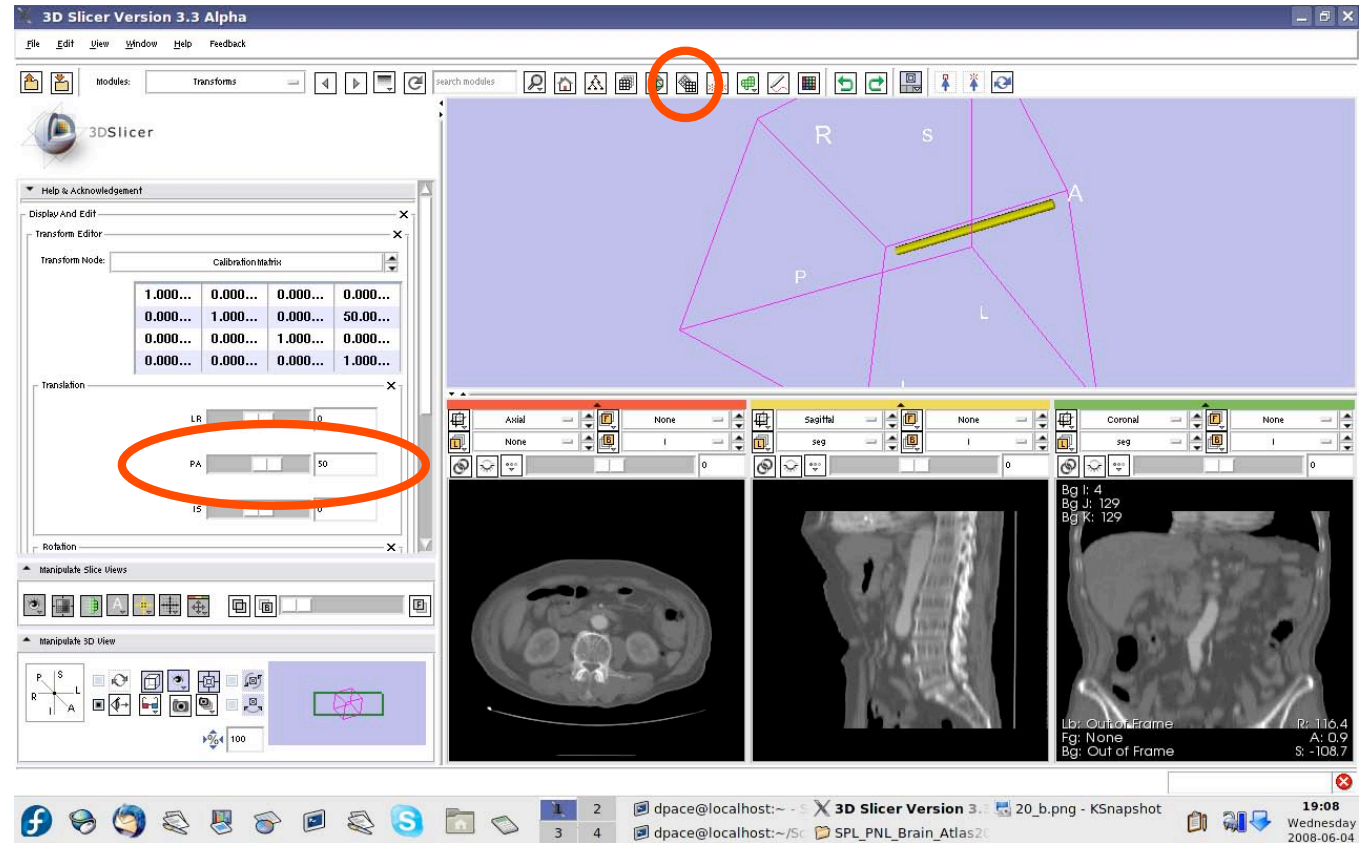 3D Slicer Version 3.3 Alpha
File Edit View Window Help Feedback
Modules: Transforms search modules
3DSlicer
Help & Acknowledgement
Display And Edit
Transform Editor
Transform Node: CalibrationMatrix
1.000... 0.000... 0.000... 0.000...
0.000... 1.000... 0.000... 50.00...
0.000... 0.000... 1.000... 0.000...
0.000... 0.000... 0.000... 1.000...
Translation
LR 0
PA 50
IS 0
Rotation
Manipulate Slice Views
Manipulate 3D View
P S
R L
I A
100
R S
A
P
L
Axial None
None
0
Sagittal None
seg
0
Coronal None
seg
0
Bg I: 4
Bg J: 129
Bg K: 129
Lb: Out of Frame R: 116.4
Fg: None A: 0.9
Bg: Out of Frame S: -108.7
1 2 dpace@localhost:~ - S 3D Slicer Version 3. 20_b.png - KSnapshot 19:08
3 4 dpace@localhost:~/Sc SPL_PNL_Brain_Atlas20 Wednesday
2008-06-04